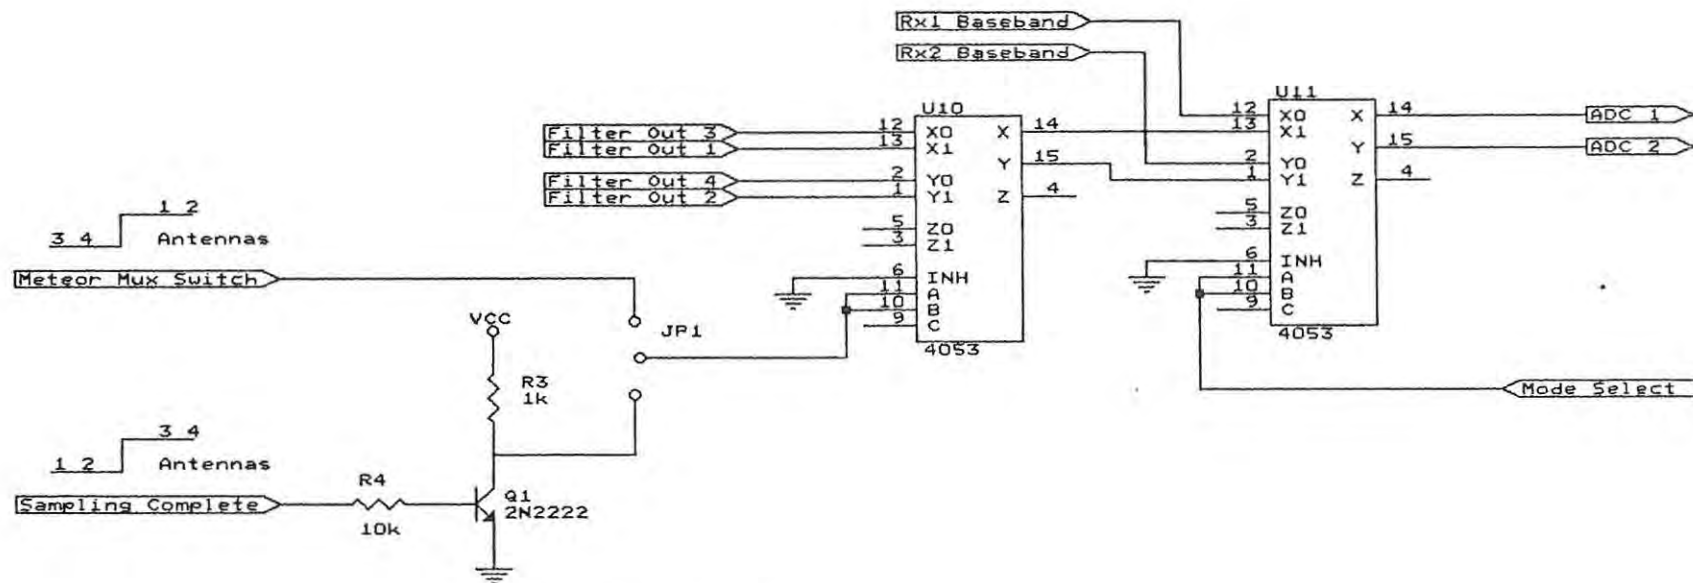 Rx1 Baseband
Rx2 Baseband
U10
U11
Filter Out 3
Filter Out 1
Filter Out 4
Filter Out 2
12 X0 X 14
13 X1
Y 15
2 Y0
1 Y1 Z 4
5 Z0
3 Z1
6 INH
11 A
10 B
9 C
4053
12 X0 X 14
13 X1
Y 15
2 Y0
1 Y1 Z 4
5 Z0
3 Z1
6 INH
11 A
10 B
9 C
4053
ADC 1
ADC 2
1 2
3 4 Antennas
Meteor Mux Switch
VCC
JP1
R3
1k
Mode Select
3 4
1 2 Antennas
Sampling Complete
R4
10k
Q1
2N2222